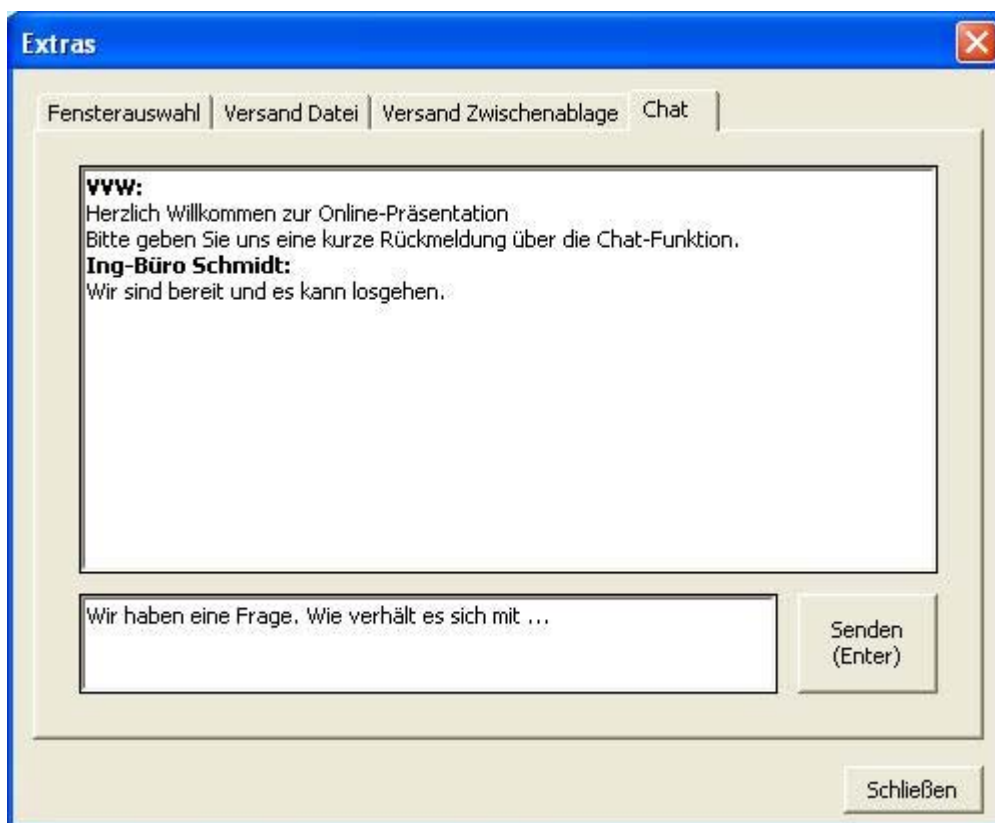 Extras
Fensterauswahl Versand Datei Versand Zwischenablage Chat
VVW:
Herzlich Willkommen zur Online-Präsentation
Bitte geben Sie uns eine kurze Rückmeldung über die Chat-Funktion.
Ing-Büro Schmidt:
Wir sind bereit und es kann losgehen.
Wir haben eine Frage. Wie verhält es sich mit ...
Senden
(Enter)
Schließen